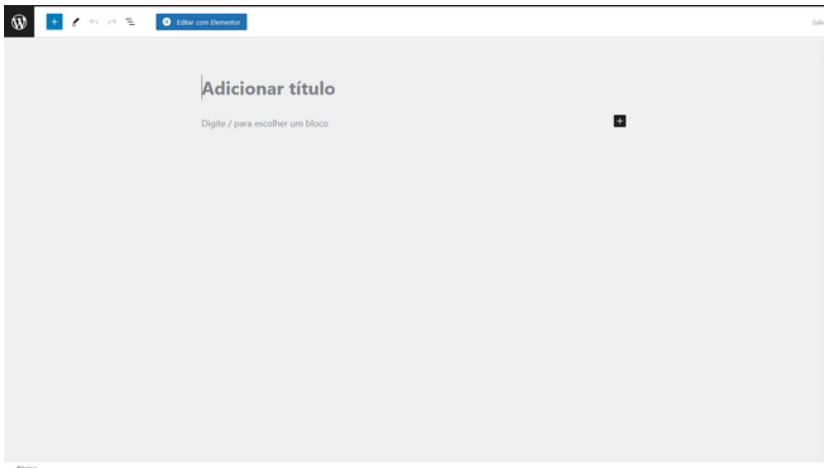 Editar com Elementor
Adicionar título
Digite / para escolher um bloco